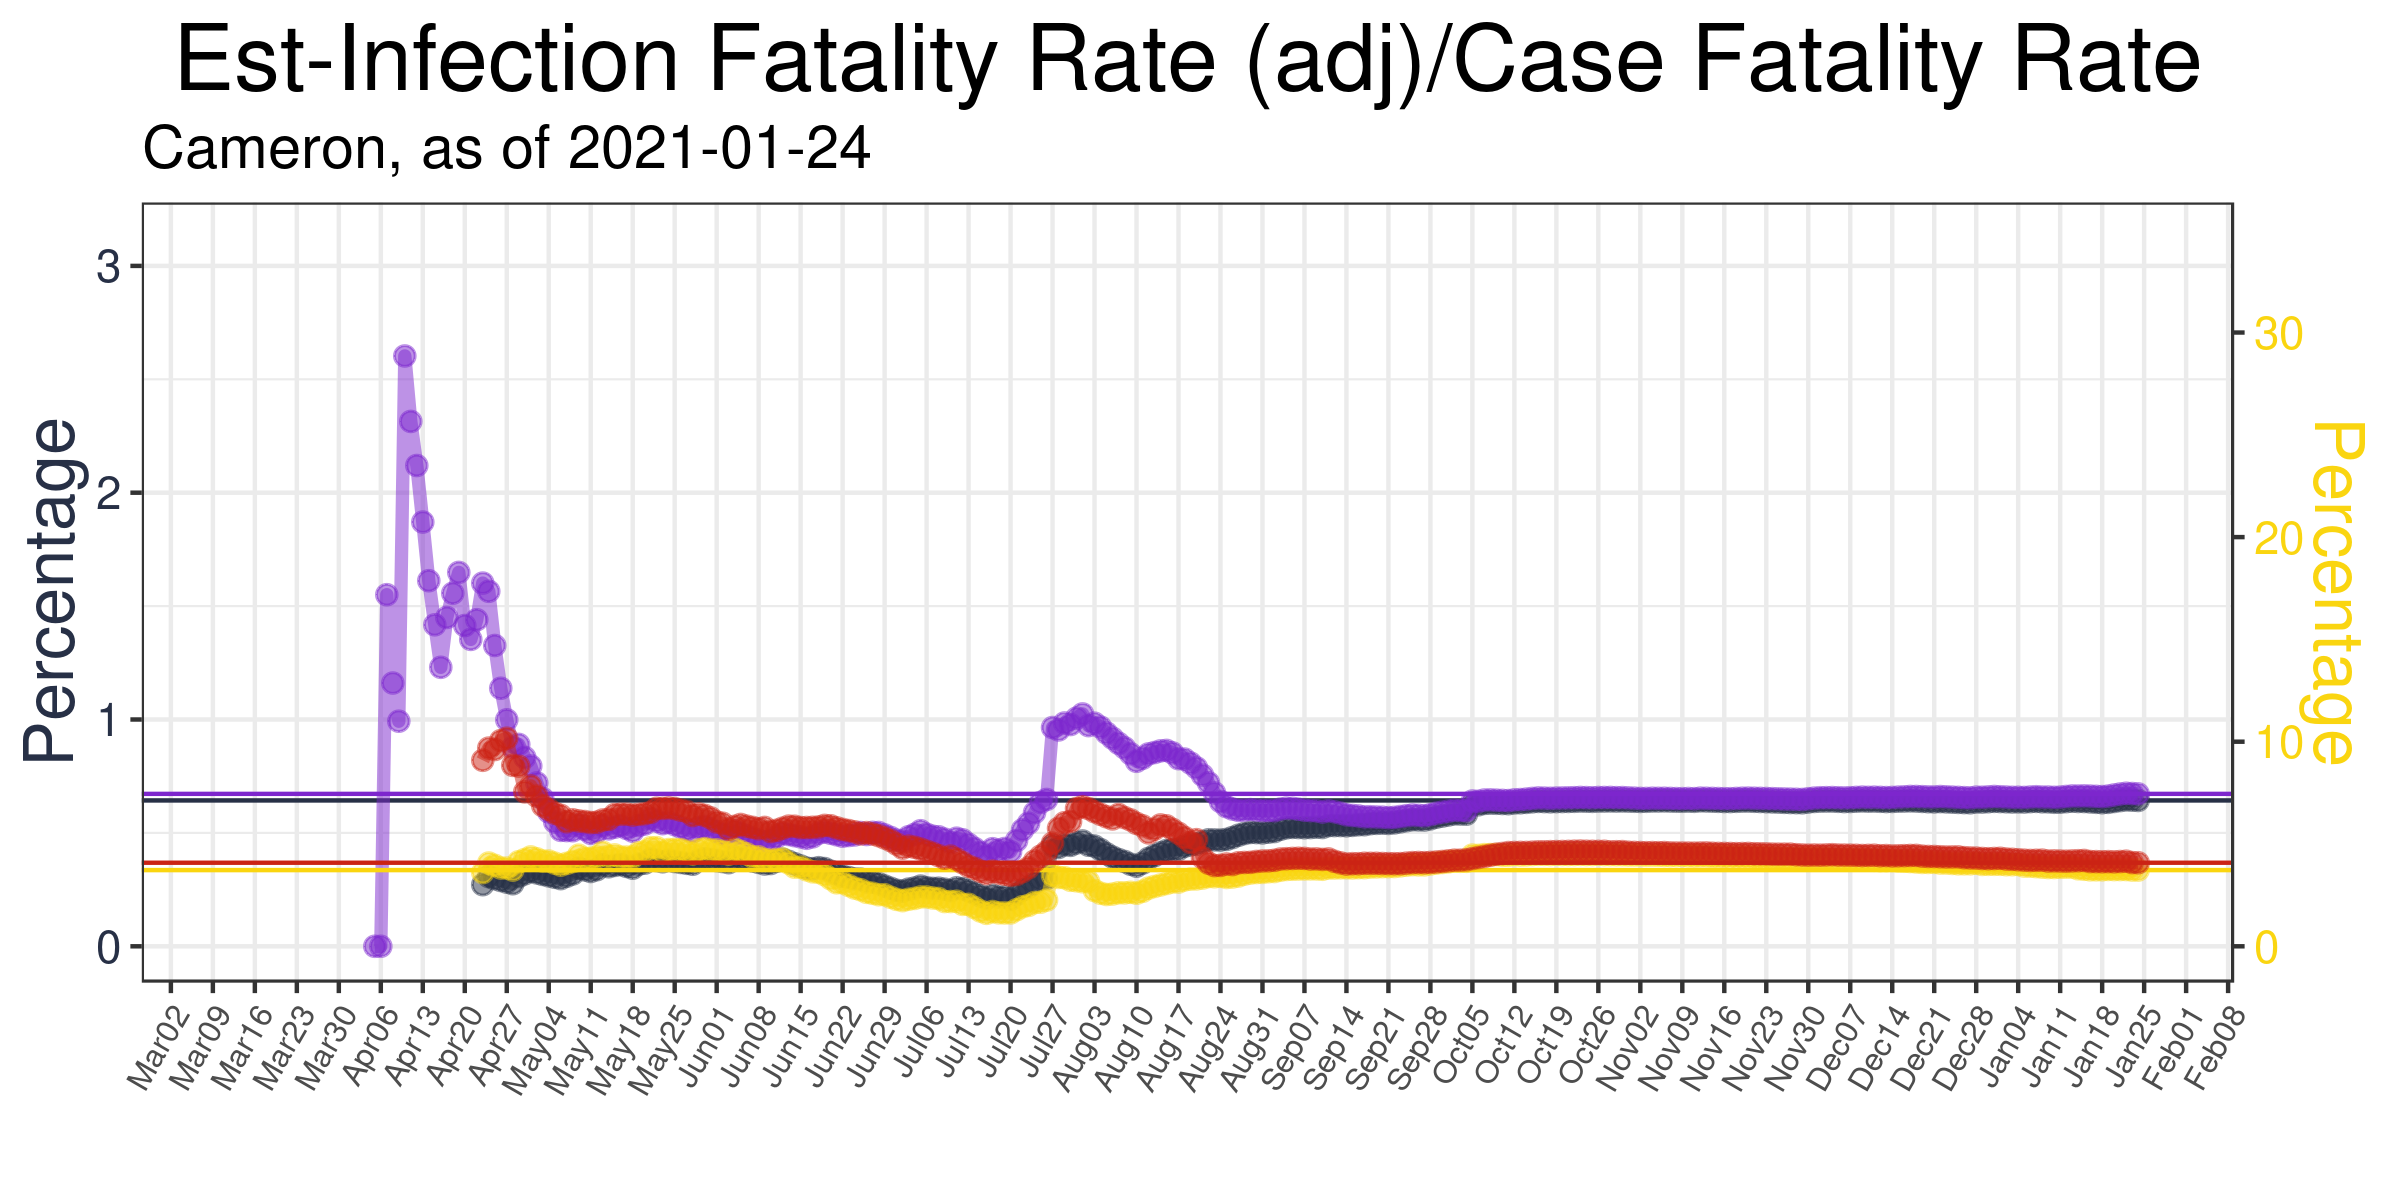 Est-Infection Fatality Rate (adj)/Case Fatality Rate
Cameron, as of 2021-01-24
Percentage
3
2
1
0
30
20
10
0
Percentage
Mar02
Mar09
Mar16
Mar23
Mar30
Apr06
Apr13
Apr20
Apr27
May04
May11
May18
May25
Jun01
Jun08
Jun15
Jun22
Jun29
Jul06
Jul13
Jul20
Jul27
Aug03
Aug10
Aug17
Aug24
Aug31
Sep07
Sep14
Sep21
Sep28
Oct05
Oct12
Oct19
Oct26
Nov02
Nov09
Nov16
Nov23
Nov30
Dec07
Dec14
Dec21
Dec28
Jan04
Jan11
Jan18
Jan25
Feb01
Feb08